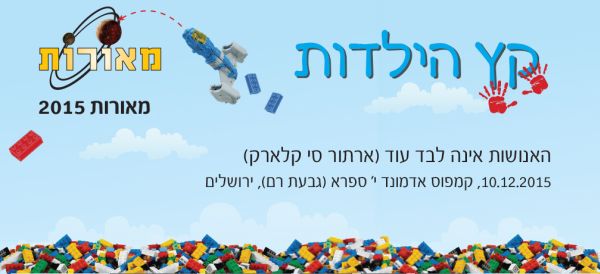 קץ הילדות
מאורות
מאורות 2015
האנושות אינה לבד עוד (ארתור סי קלארק)
10.12.2015, קמפוס אדמונד י' ספרא (גבעת רם), ירושלים